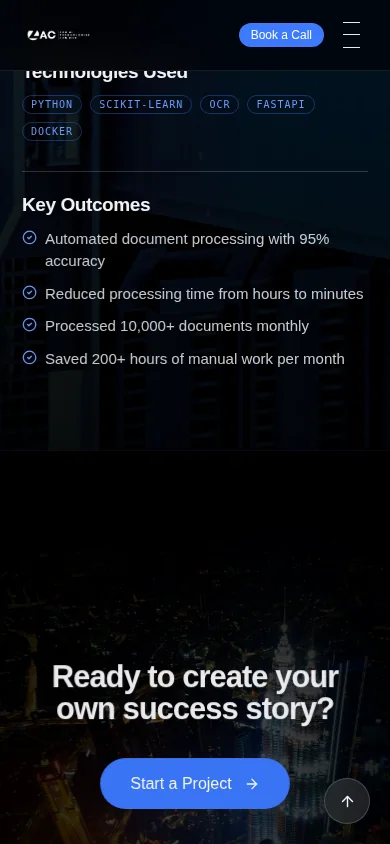 AC
Book a Call
Technologies Used
PYTHON
SCIKIT-LEARN
OCR
FASTAPI
DOCKER
Key Outcomes
Automated document processing with 95%
accuracy
Reduced processing time from hours to minutes
Processed 10,000+ documents monthly
Saved 200+ hours of manual work per month
Ready to create your
own success story?
Start a Project